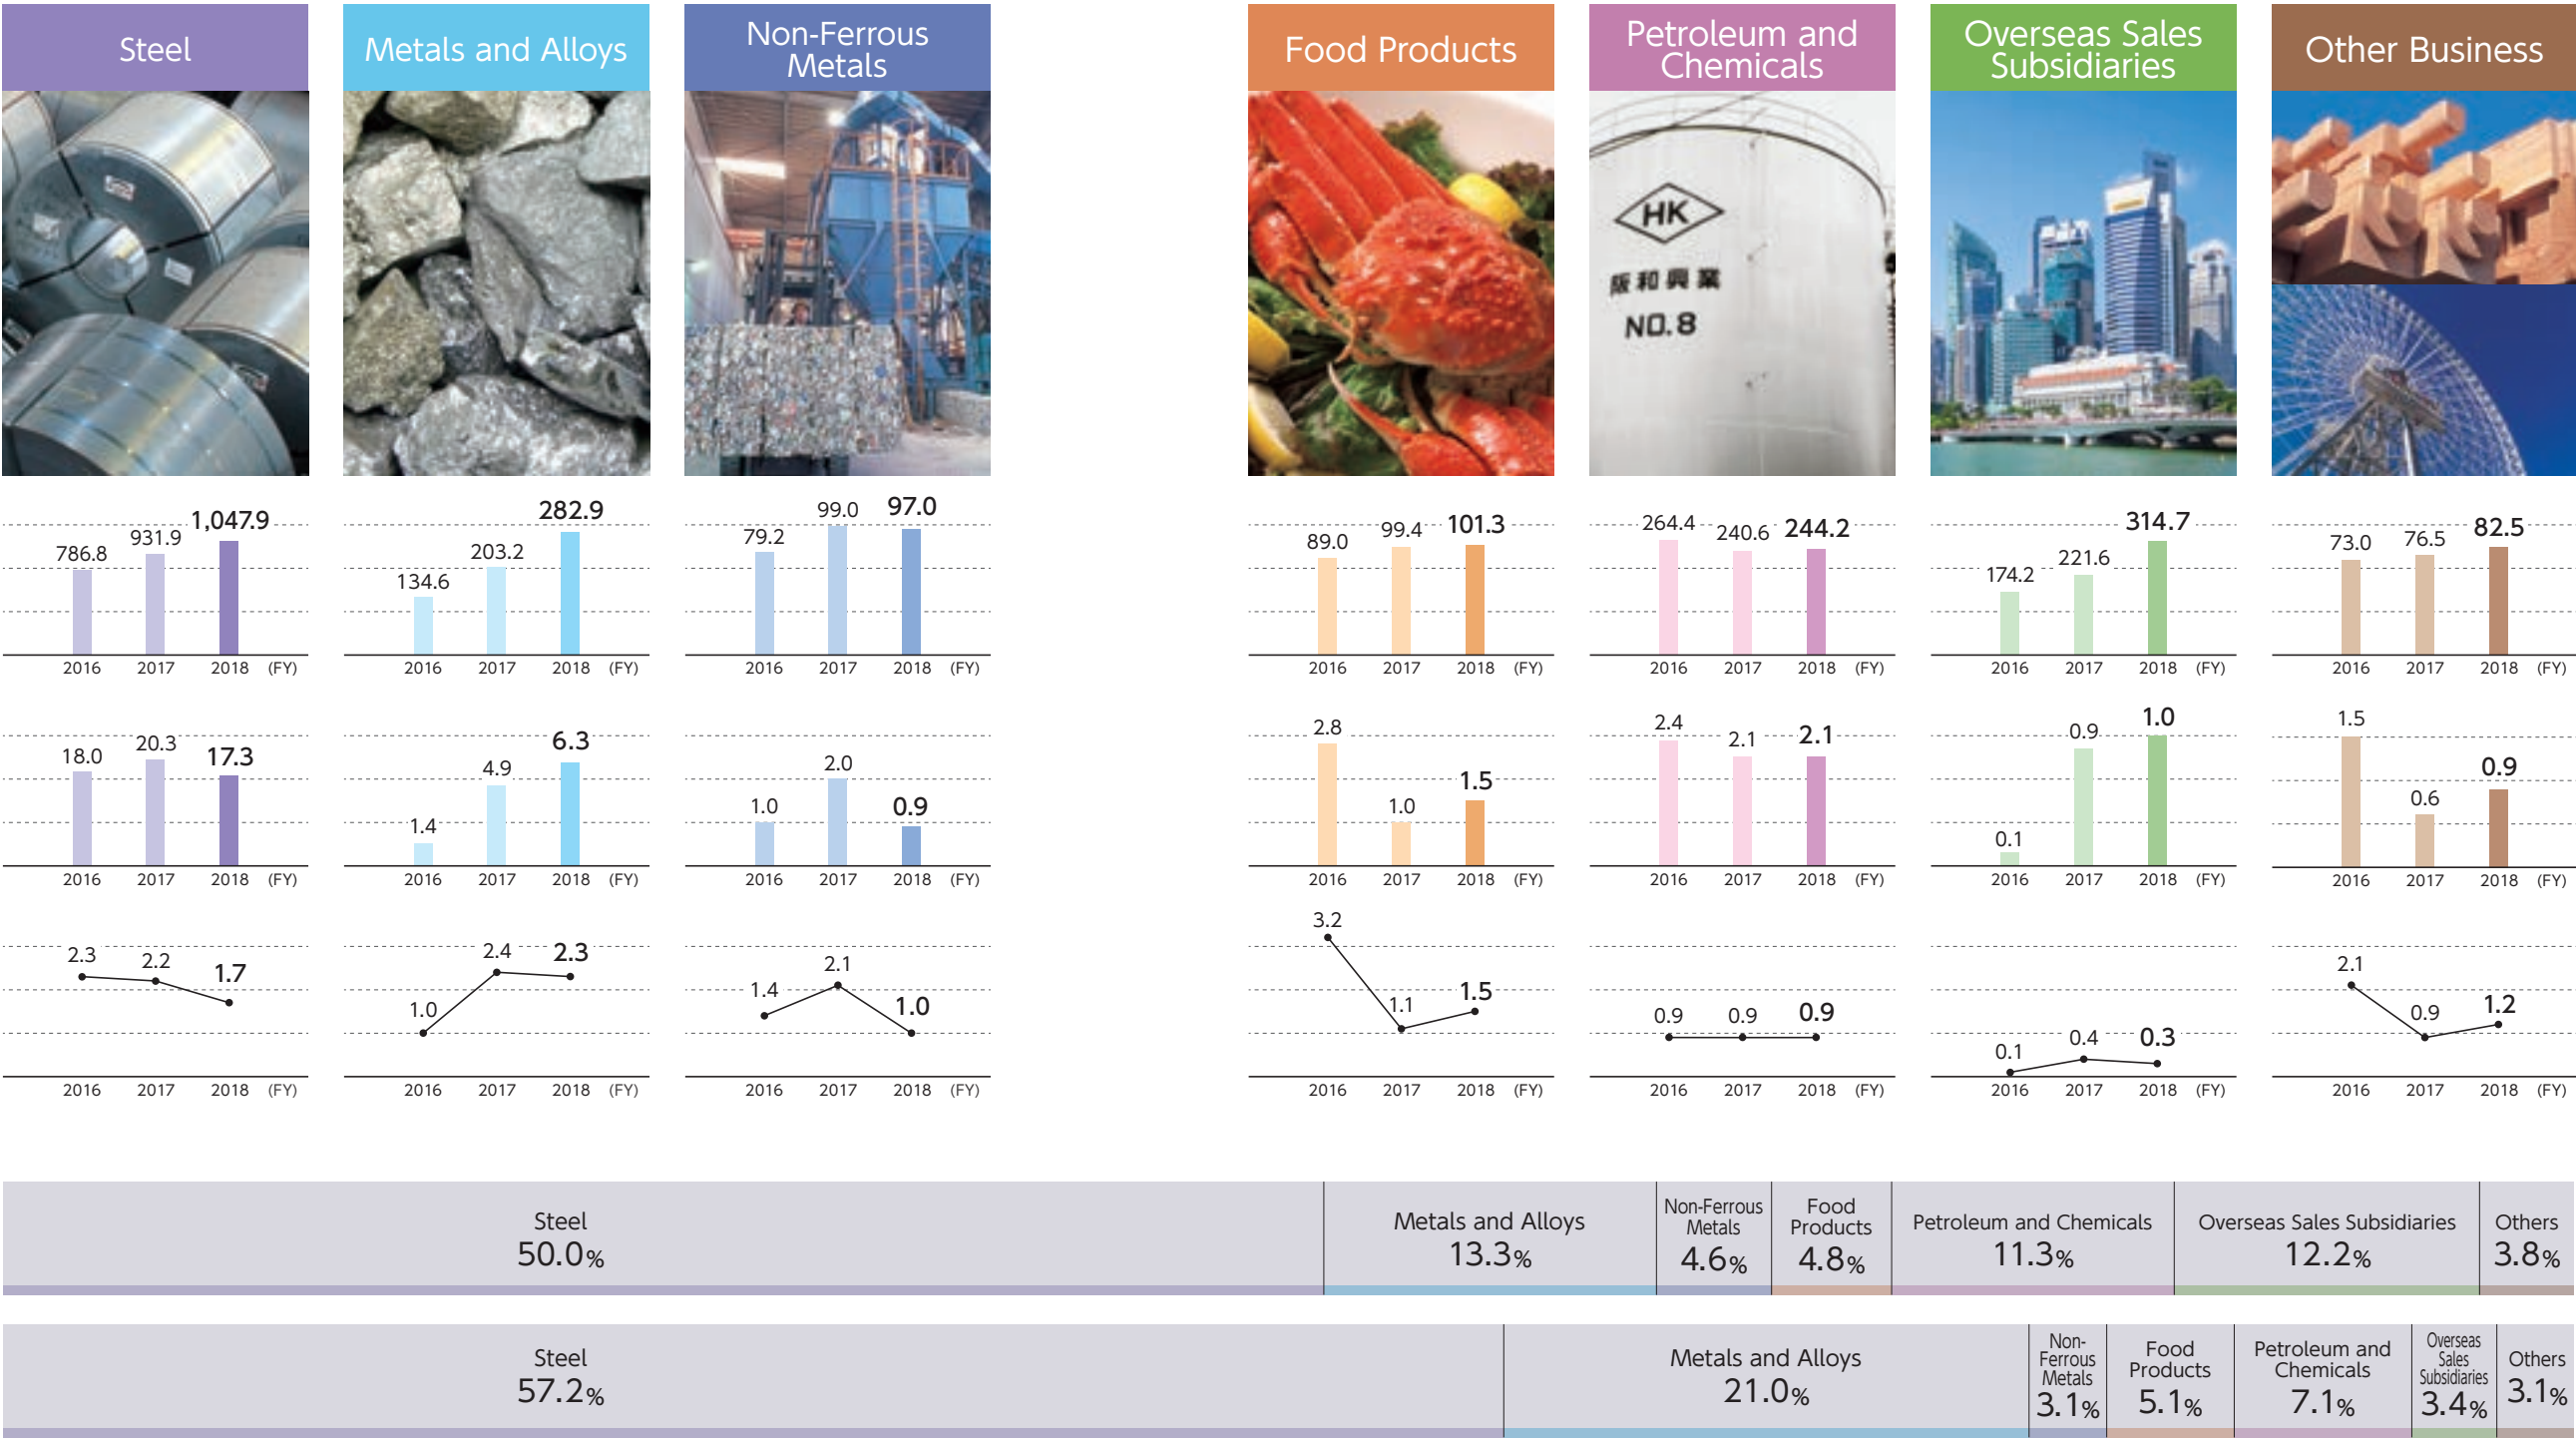 Steel
Metals and Alloys
Non-Ferrous
Metals
Food Products
Petroleum and
Chemicals
Overseas Sales
Subsidiaries
Other Business
HK
阪和興業
NO.8
786.8 931.9 1,047.9
2016 2017 2018 (FY)
134.6 203.2 282.9
2016 2017 2018 (FY)
79.2 99.0 97.0
2016 2017 2018 (FY)
89.0 99.4 101.3
2016 2017 2018 (FY)
264.4 240.6 244.2
2016 2017 2018 (FY)
174.2 221.6 314.7
2016 2017 2018 (FY)
73.0 76.5 82.5
2016 2017 2018 (FY)
18.0 20.3 17.3
2016 2017 2018 (FY)
1.4 4.9 6.3
2016 2017 2018 (FY)
1.0 2.0 0.9
2016 2017 2018 (FY)
2.8 1.0 1.5
2016 2017 2018 (FY)
2.4 2.1 2.1
2016 2017 2018 (FY)
0.1 0.9 1.0
2016 2017 2018 (FY)
1.5 0.6 0.9
2016 2017 2018 (FY)
2.3 2.2 1.7
2016 2017 2018 (FY)
1.0 2.4 2.3
2016 2017 2018 (FY)
1.4 2.1 1.0
2016 2017 2018 (FY)
3.2 1.1 1.5
2016 2017 2018 (FY)
0.9 0.9 0.9
2016 2017 2018 (FY)
0.1 0.4 0.3
2016 2017 2018 (FY)
2.1 0.9 1.2
2016 2017 2018 (FY)
Steel
50.0%
Metals and Alloys
13.3%
Non-Ferrous
Metals
4.6%
Food
Products
4.8%
Petroleum and Chemicals
11.3%
Overseas Sales Subsidiaries
12.2%
Others
3.8%
Steel
57.2%
Metals and Alloys
21.0%
Non-
Ferrous
Metals
3.1%
Food
Products
5.1%
Petroleum and
Chemicals
7.1%
Overseas
Sales
Subsidiaries
3.4%
Others
3.1%